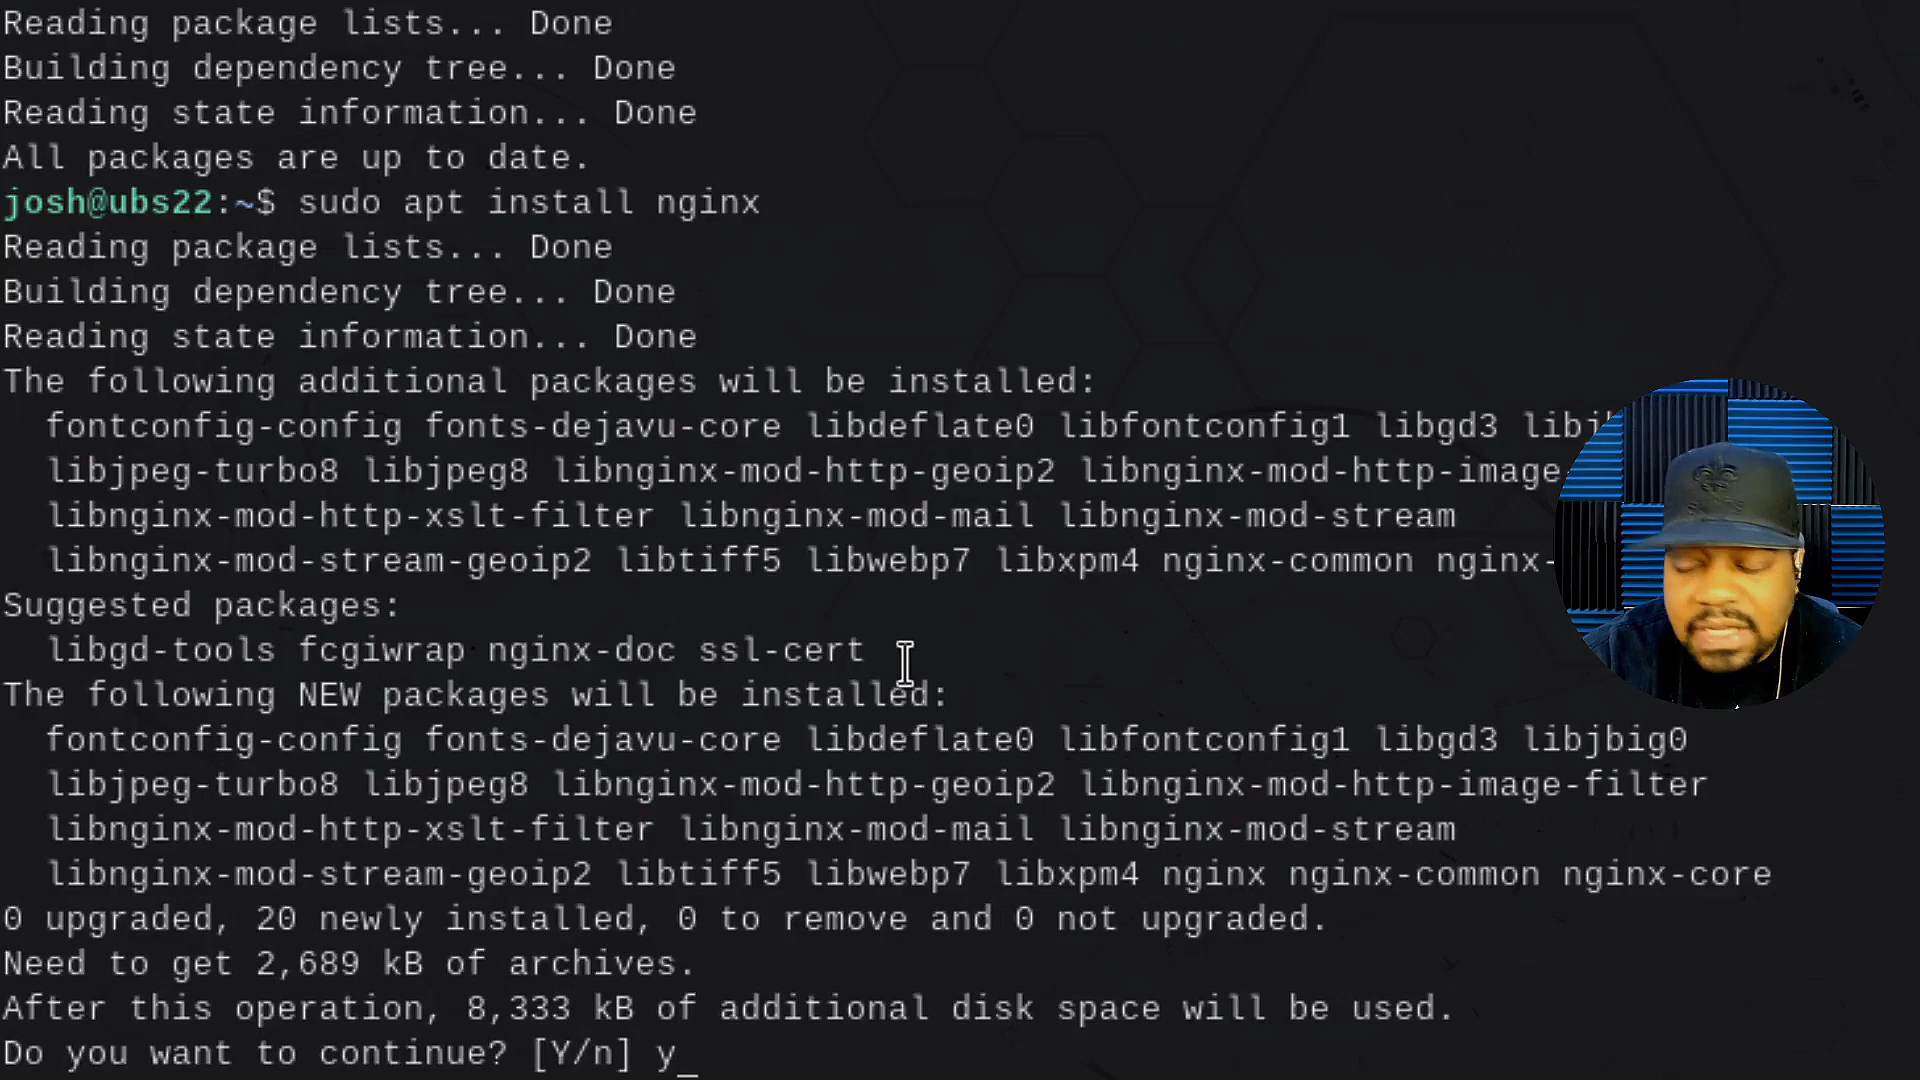 Reading package lists... Done
Building dependency tree... Done
Reading state information... Done
All packages are up to date.
josh@ubs22:~$ sudo apt install nginx
Reading package lists... Done
Building dependency tree... Done
Reading state information... Done
The following additional packages will be installed:
fontconfig-config fonts-dejavu-core libdeflate0 libfontconfig1 libgd3
libjpeg-turbo8 libjpeg8 libnginx-mod-http-geoip2 libnginx-mod-http-image-
libnginx-mod-http-xslt-filter libnginx-mod-mail libnginx-mod-stream
libnginx-mod-stream-geoip2 libtiff5 libwebp7 libxpm4 nginx-common nginx-
Suggested packages:
libgd-tools fcgiwrap nginx-doc ssl-cert
The following NEW packages will be installed:
fontconfig-config fonts-dejavu-core libdeflate0 libfontconfig1 libgd3 libjbig0
libjpeg-turbo8 libjpeg8 libnginx-mod-http-geoip2 libnginx-mod-http-image-filter
libnginx-mod-http-xslt-filter libnginx-mod-mail libnginx-mod-stream
libnginx-mod-stream-geoip2 libtiff5 libwebp7 libxpm4 nginx nginx-common nginx-core
0 upgraded, 20 newly installed, 0 to remove and 0 not upgraded.
Need to get 2,689 kB of archives.
After this operation, 8,333 kB of additional disk space will be used.
Do you want to continue? [Y/n] y_